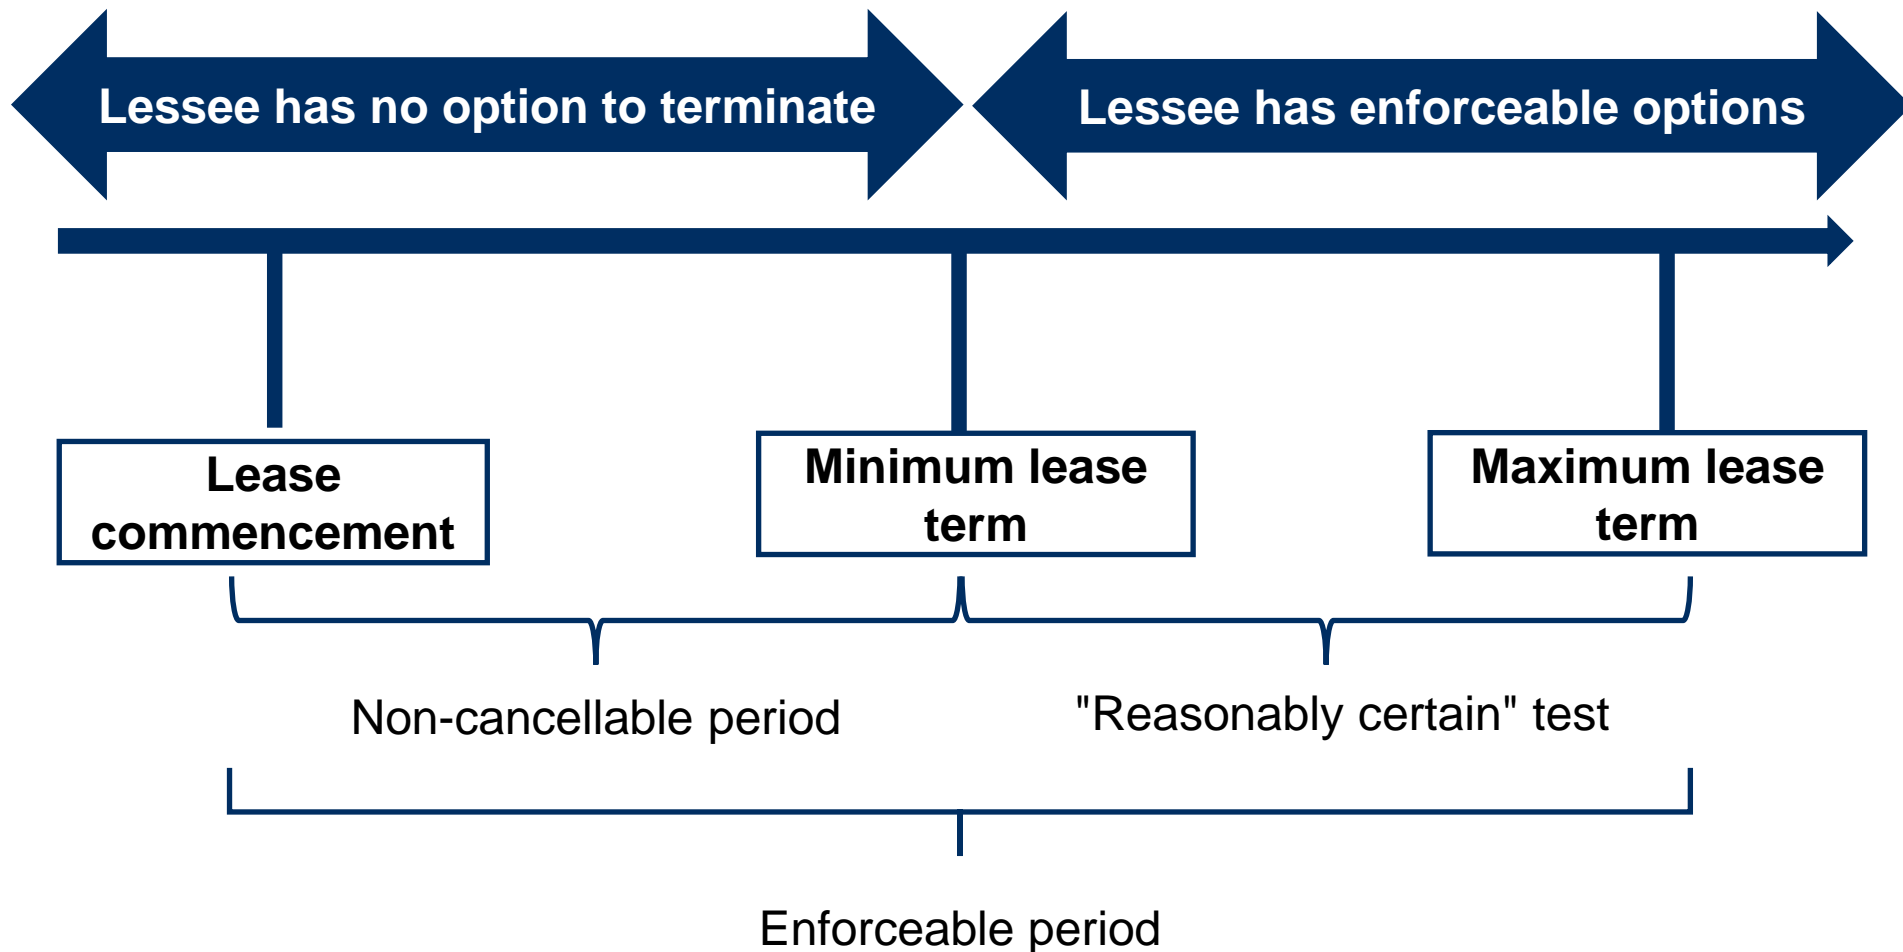 Lessee has no option to terminate
Lessee has enforceable options
Lease
commencement
Minimum lease
term
Maximum lease
term
Non-cancellable period
"Reasonably certain" test
Enforceable period